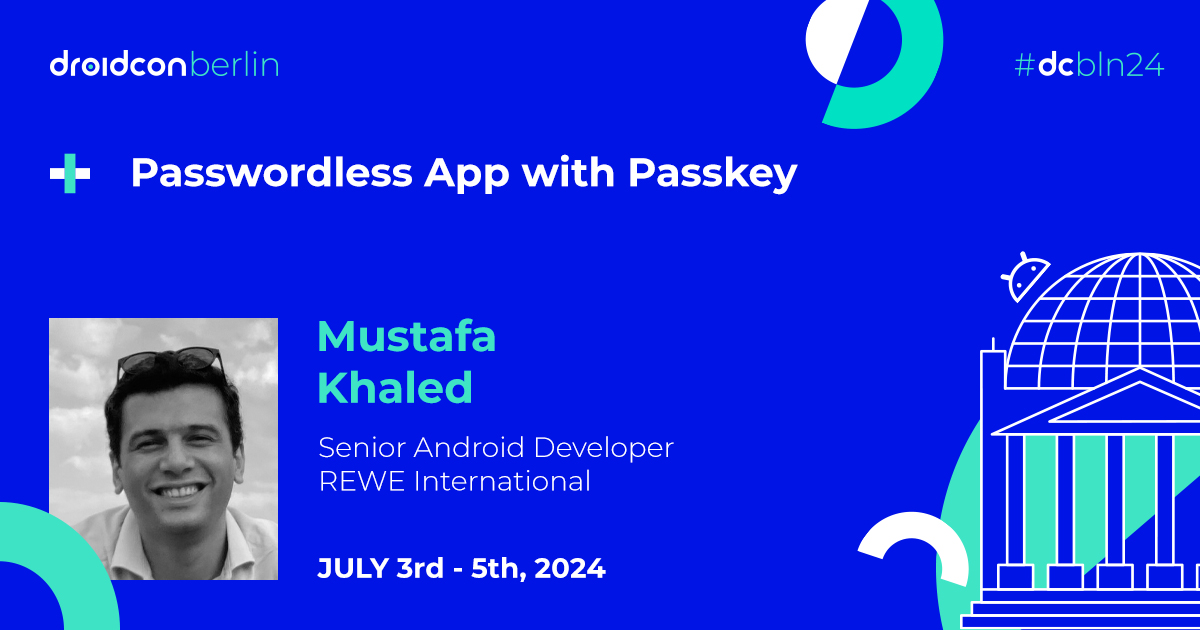 droidconberlin
#dcbln24
Passwordless App with Passkey
Mustafa
Khaled
Senior Android Developer
REWE International
JULY 3rd - 5th, 2024